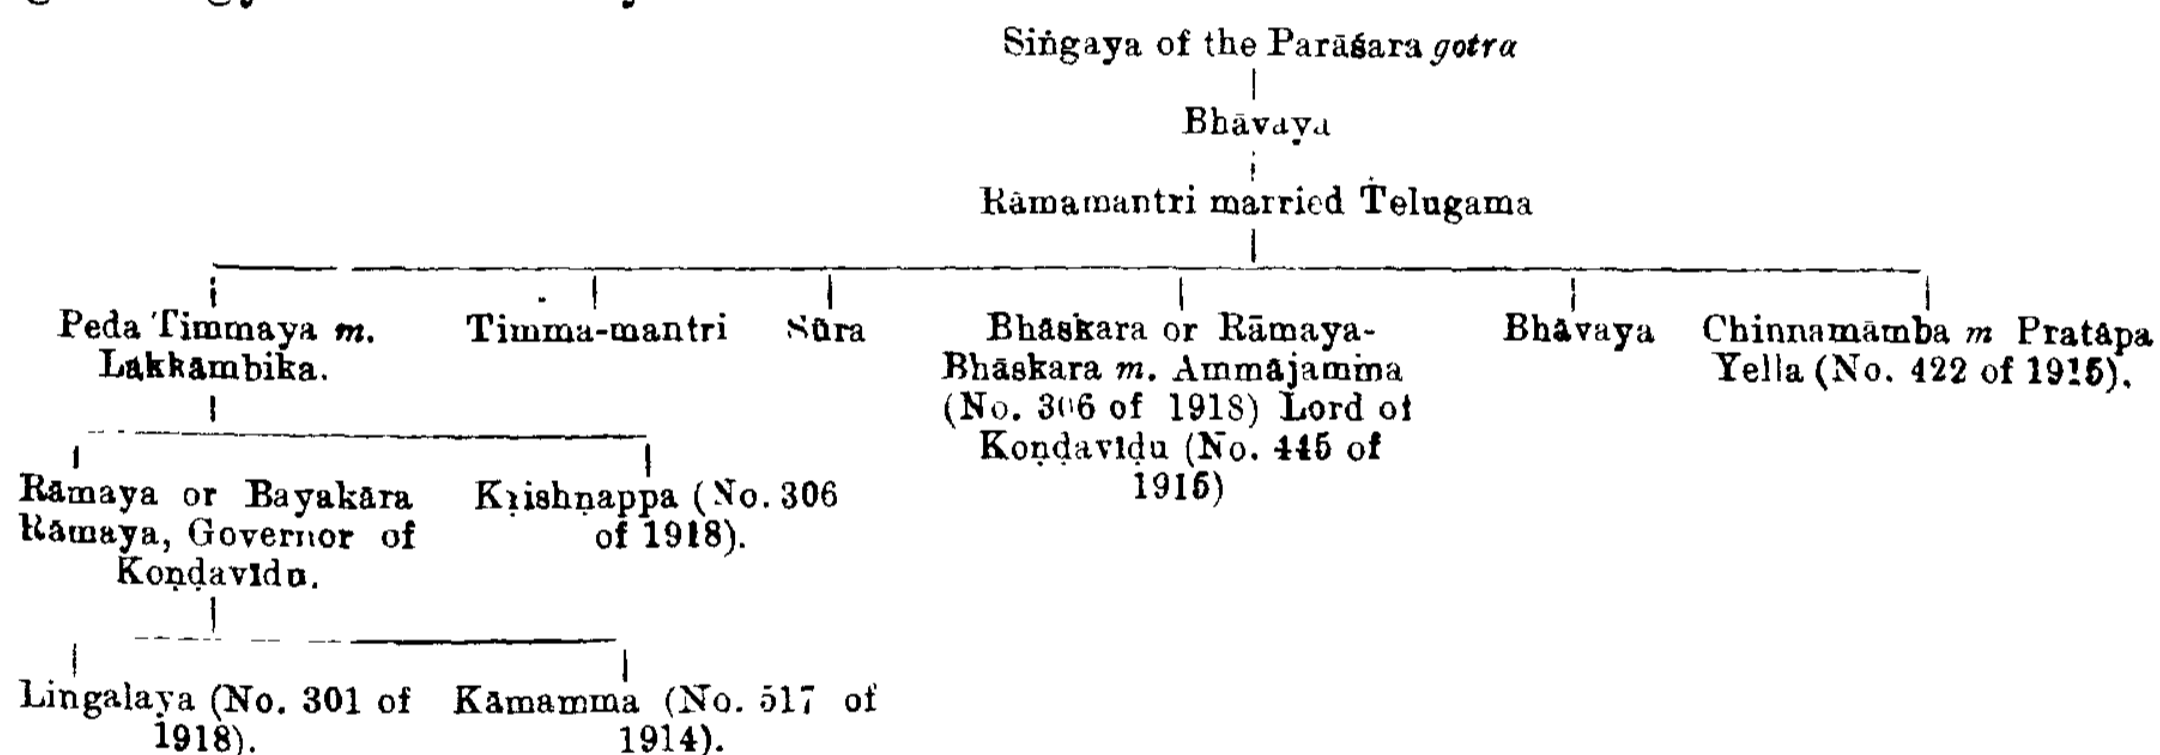 Siṅgaya of the Parāśara gotra
Bhāvaya
Rāmamantri married Telugama
Peda Timmaya m. Timma-mantri Sūra Bhāskara or Rāmaya- Bhāvaya Chinnamāmba m Pratāpa
Lakkāmbika. Bhāskara m. Ammājamma Yella (No. 422 of 1915).
(No. 306 of 1918) Lord of
Koṇḍavīḍu (No. 445 of
1915)
Rāmaya or Bayakāra Kṛishṇappa (No. 306
Rāmaya, Governor of of 1918).
Koṇḍavīdu.
Lingalaya (No. 301 of Kāmamma (No. 517 of
1918). 1914).